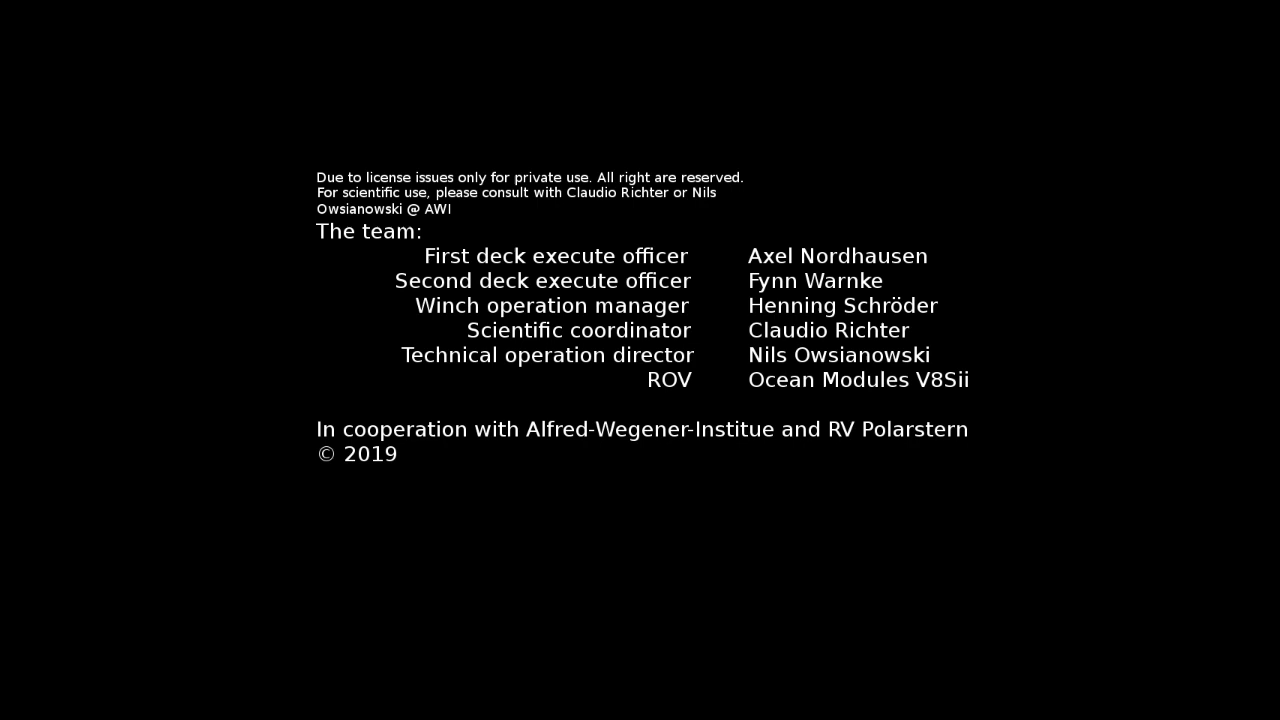 Due to license issues only for private use. All right are reserved.
For scientific use, please consult with Claudio Richter or Nils
Owsianowski @ AWI
The team:
First deck execute officer Axel Nordhausen
Second deck execute officer Fynn Warnke
Winch operation manager Henning Schröder
Scientific coordinator Claudio Richter
Technical operation director Nils Owsianowski
ROV Ocean Modules V8Sii
In cooperation with Alfred-Wegener-Institue and RV Polarstern
© 2019